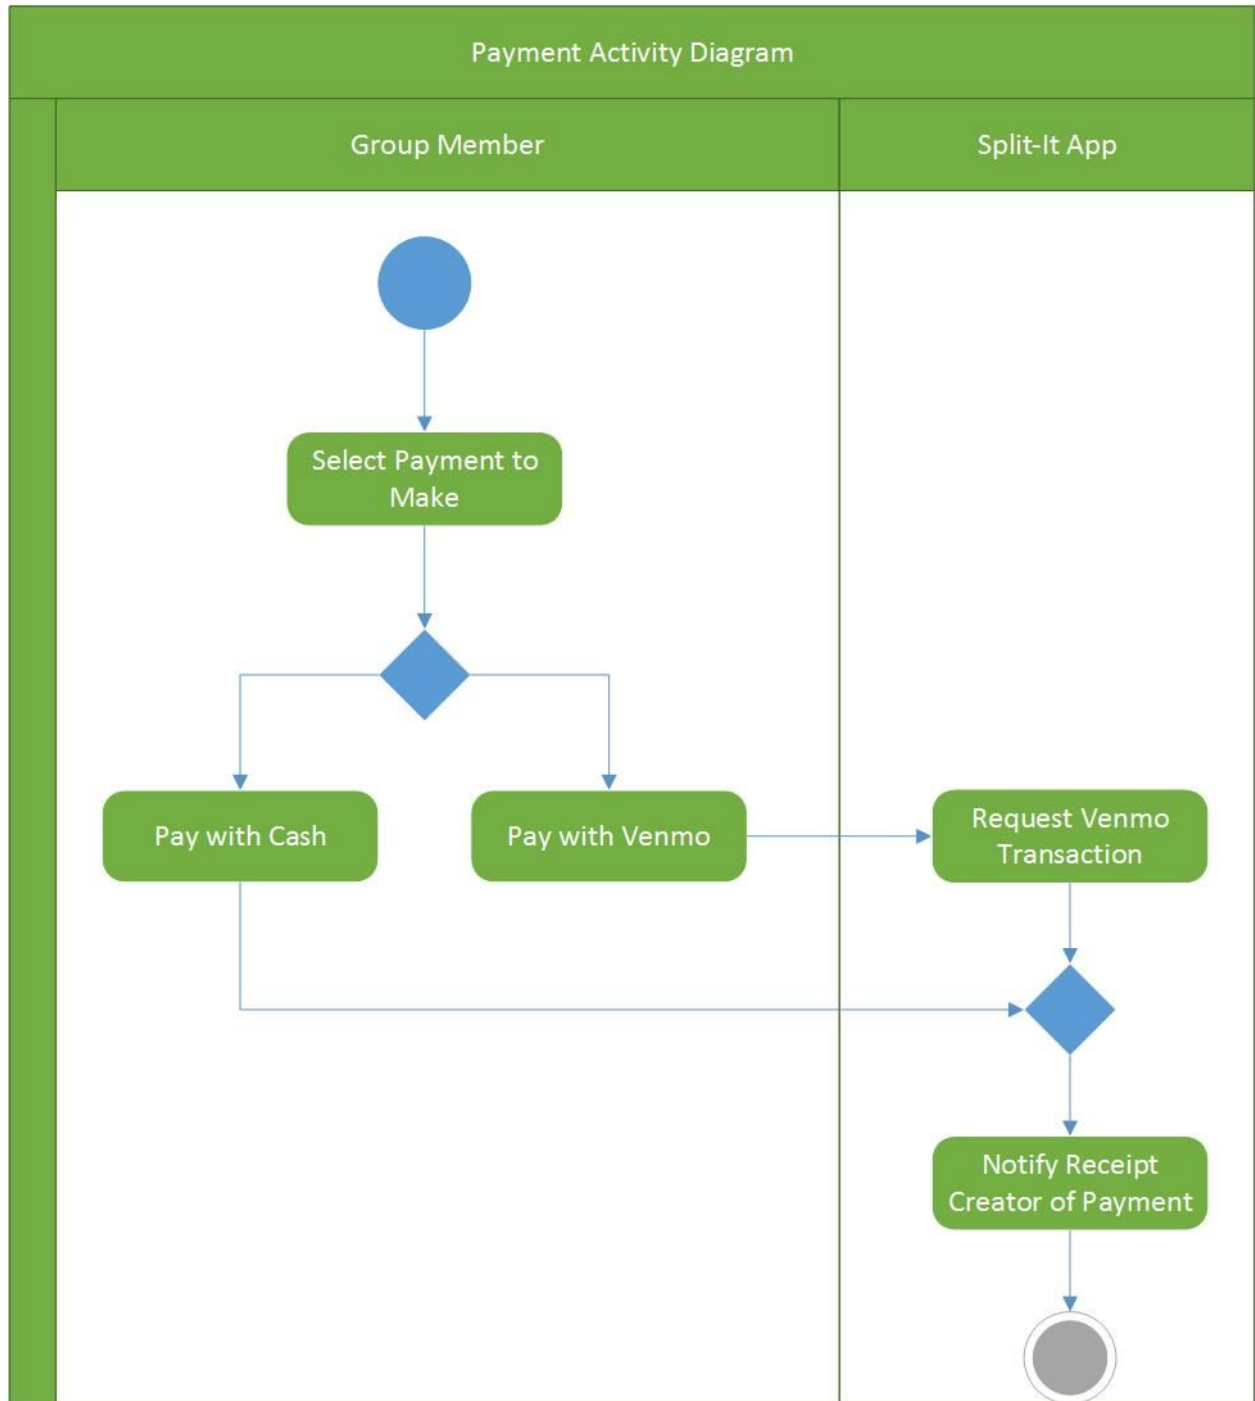 Payment Activity Diagram
Group Member
Split-It App
Select Payment to
Make
Pay with Cash
Pay with Venmo
Request Venmo
Transaction
Notify Receipt
Creator of Payment